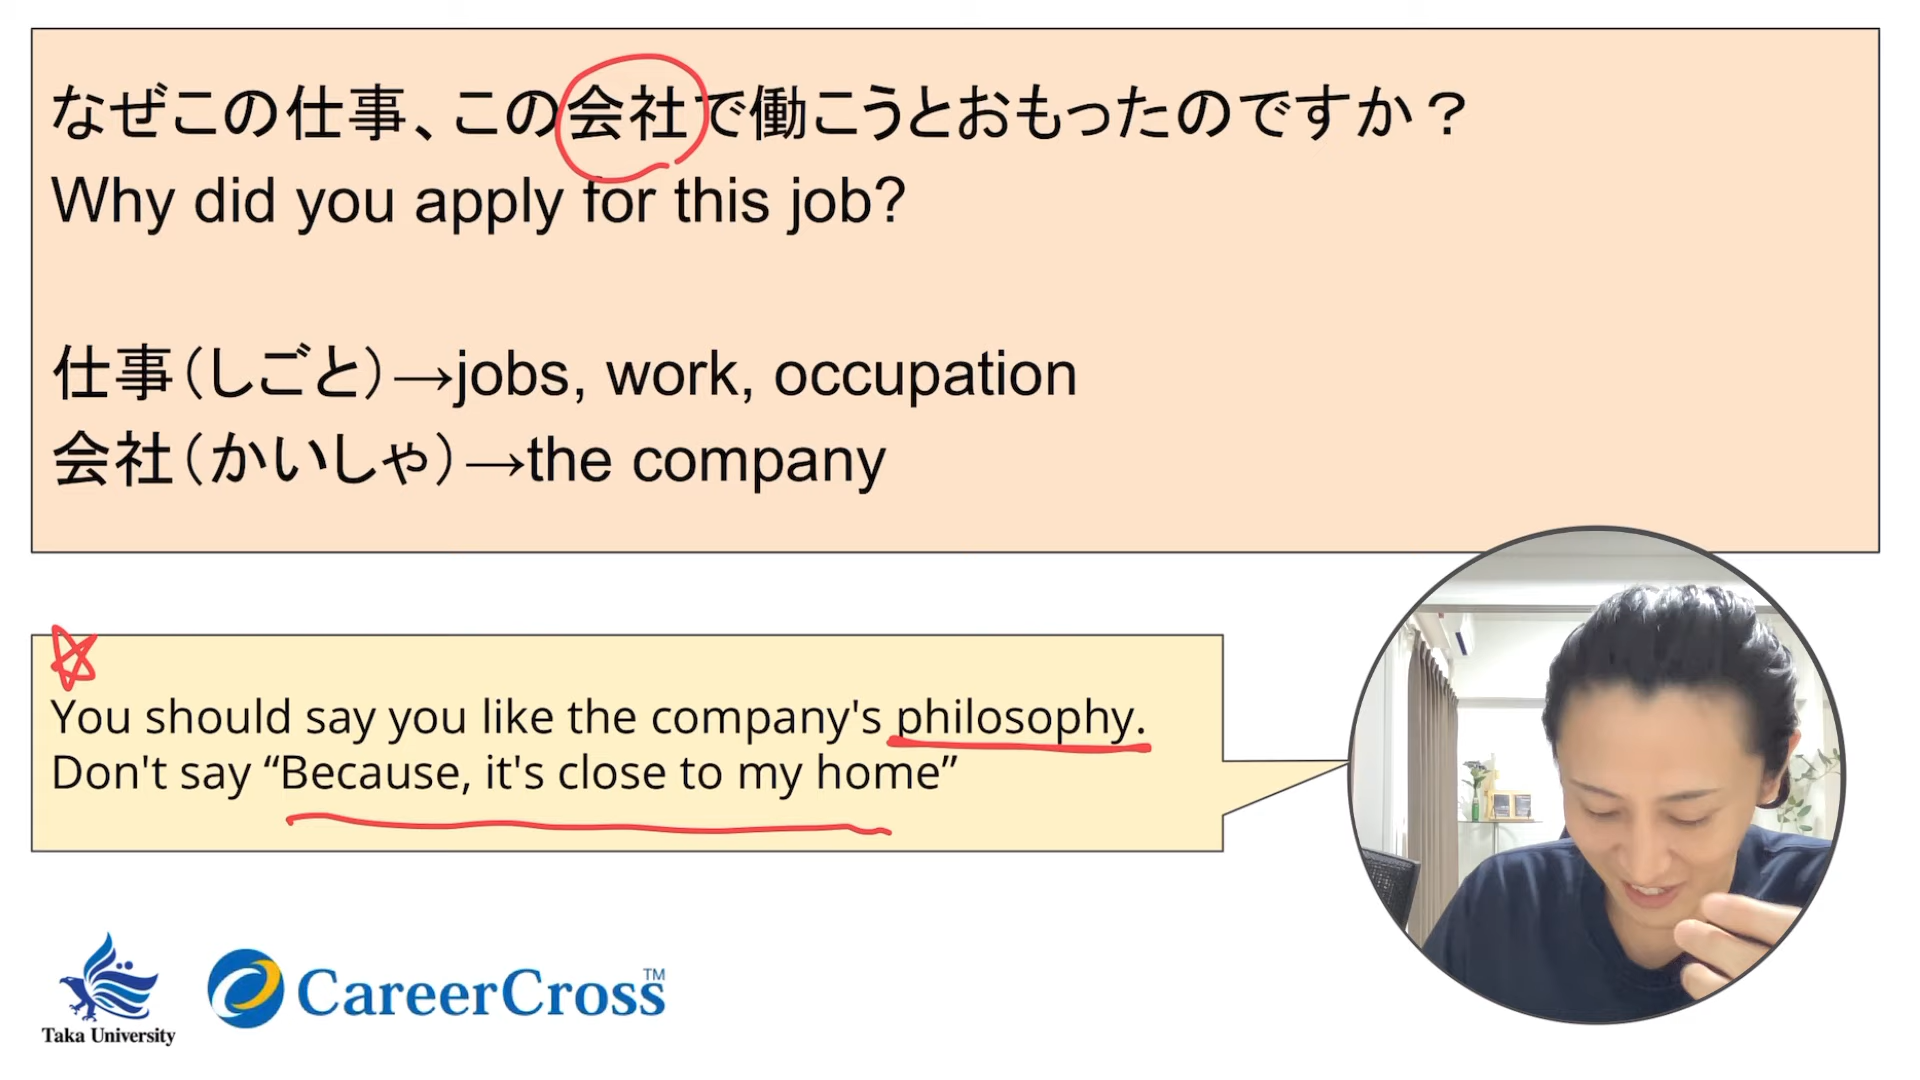 なぜこの仕事、この会社で働こうとおもったのですか？
Why did you apply for this job?
仕事（しごと）→jobs, work, occupation
会社（かいしゃ）→the company
You should say you like the company's philosophy.
Don't say “Because, it's close to my home”
Taka University
CareerCross™